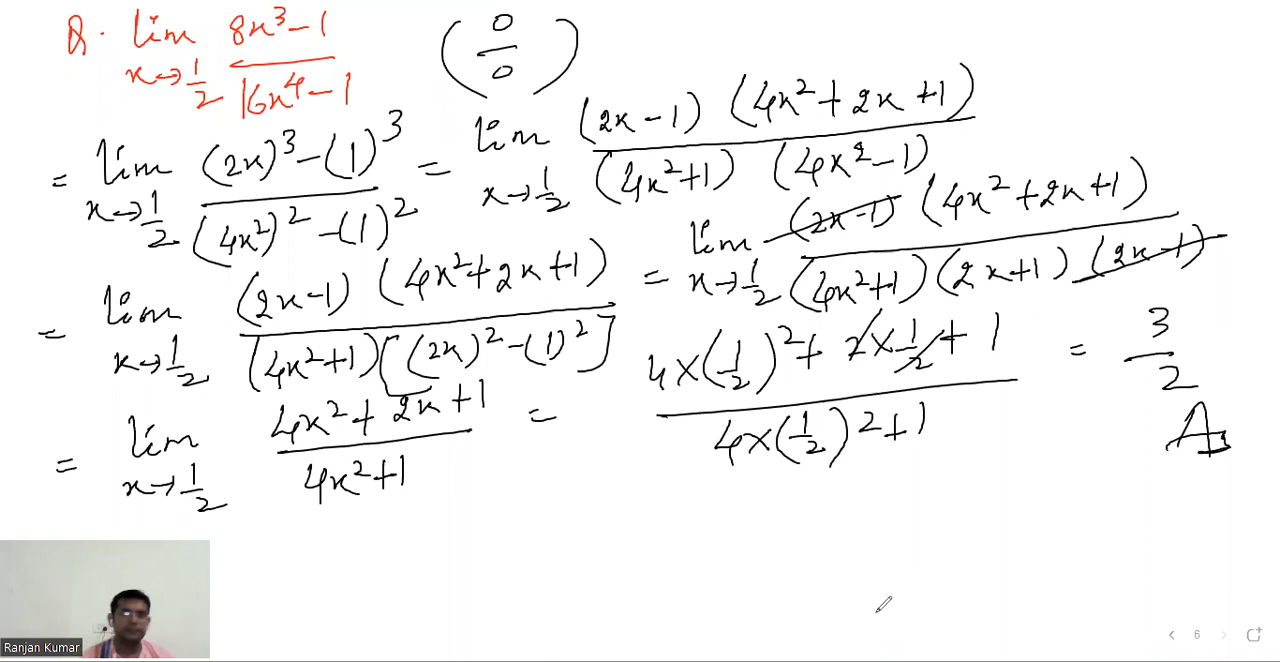 Q. lim x→1/2 (8x³-1)/(16x⁴-1) (0/0)
= lim x→1/2 ((2x)³-(1)³)/((4x²)²-(1)²) = lim x→1/2 ((2x-1)(4x²+2x+1))/((4x²+1)(4x²-1))
= lim x→1/2 ((2x-1)(4x²+2x+1))/((4x²+1)[(2x)²-(1)²]) = lim x→1/2 ((2x-1)(4x²+2x+1))/((4x²+1)(2x+1)(2x-1))
= lim x→1/2 (4x²+2x+1)/(4x²+1) = (4×(1/2)²+2×1/2+1)/(4×(1/2)²+1) = 3/2
Ranjan Kumar
6